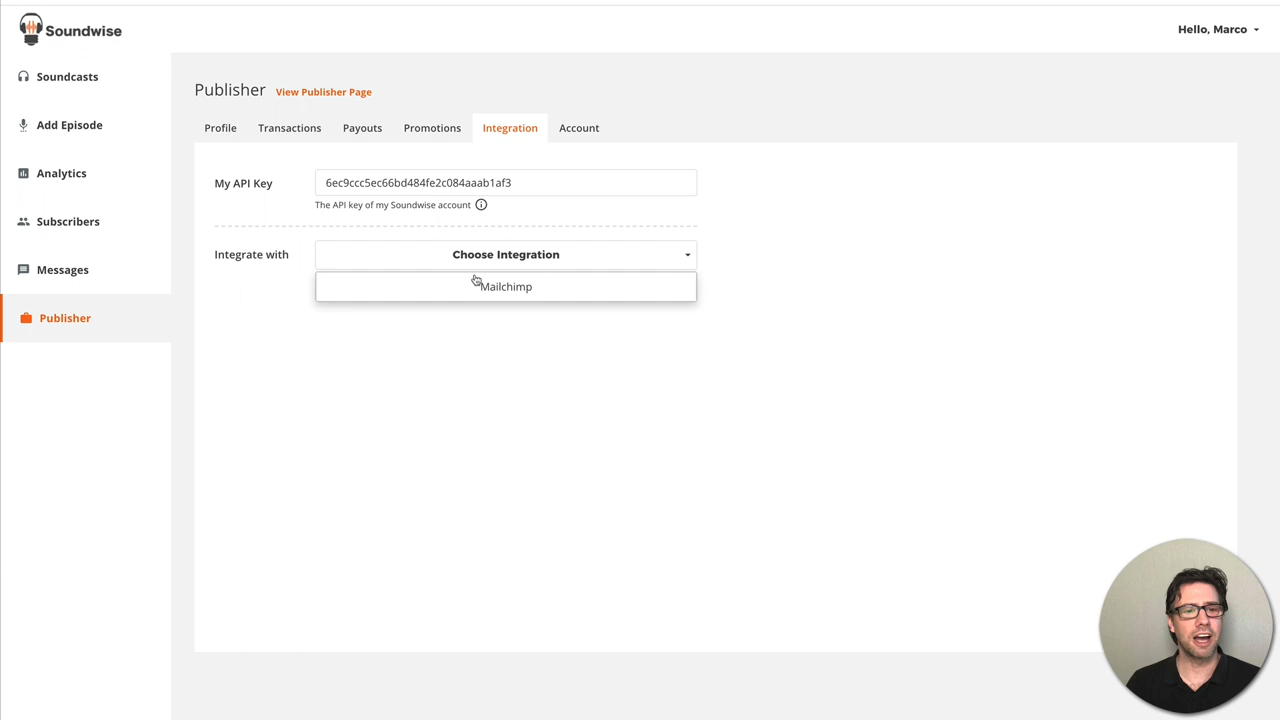 Soundwise
Hello, Marco
Soundcasts
Add Episode
Analytics
Subscribers
Messages
Publisher
Publisher View Publisher Page
Profile Transactions Payouts Promotions Integration Account
My API Key 6ec9ccc5ec66bd484fe2c084aaab1af3
The API key of my Soundwise account
Integrate with Choose Integration
Mailchimp